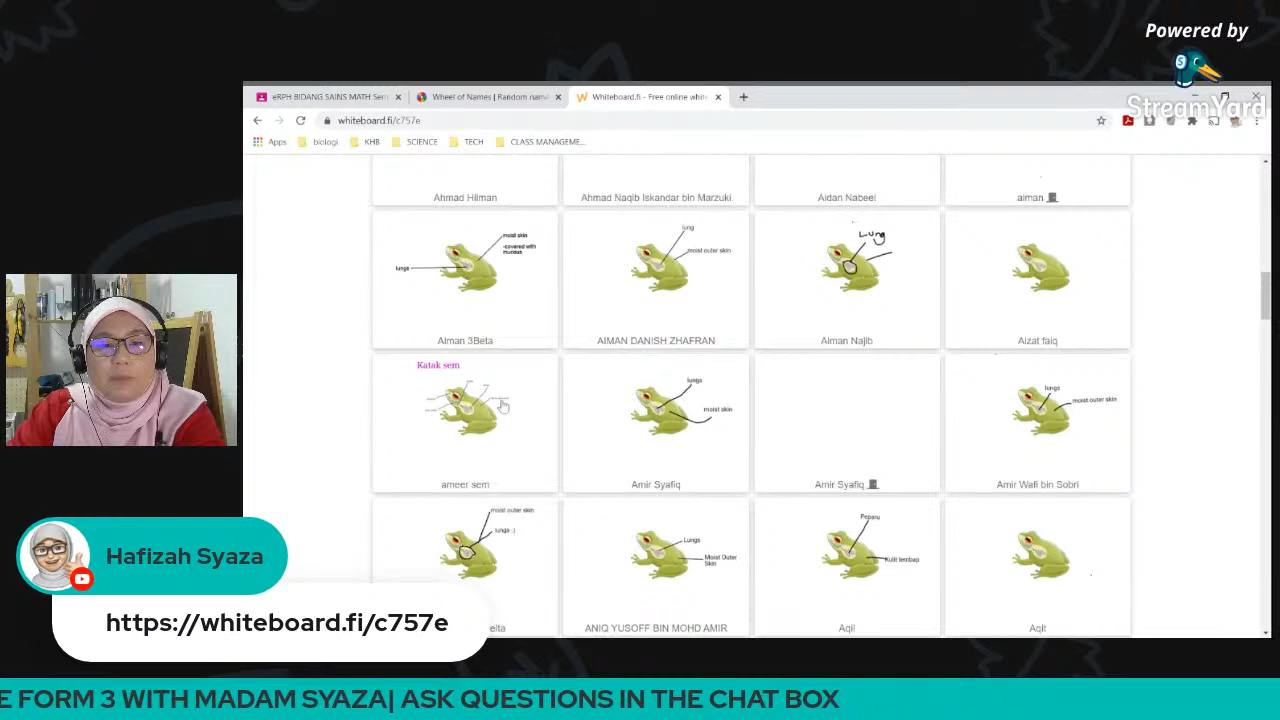 Powered by
StreamYard
eRPH BIDANG SAINS MATH Sem
Wheel of Names | Random name
Whiteboard.fi - Free online white
whiteboard.fi/c757e
Apps
biologi
KHB
SCIENCE
TECH
CLASS MANAGEME...
Ahmad Hilman
Ahmad Naqib Iskandar bin Marzuki
Aidan Nabeel
aiman
moist skin
-covered with
mucous
lungs
lung
moist outer skin
Lung
Aiman 3Beta
AIMAN DANISH ZHAFRAN
Aiman Najib
Aizat faiq
Katak sem
lungs
moist skin
lungs
moist outer skin
ameer sem
Amir Syafiq
Amir Syafiq
Amir Wafi bin Sobri
moist outer skin
lungs :)
Lungs
Moist Outer
Skin
Peparu
Kulit lembap
ANIQ YUSOFF BIN MOHD AMIR
Aqil
Aqit
Hafizah Syaza
https://whiteboard.fi/c757e
E FORM 3 WITH MADAM SYAZA| ASK QUESTIONS IN THE CHAT BOX